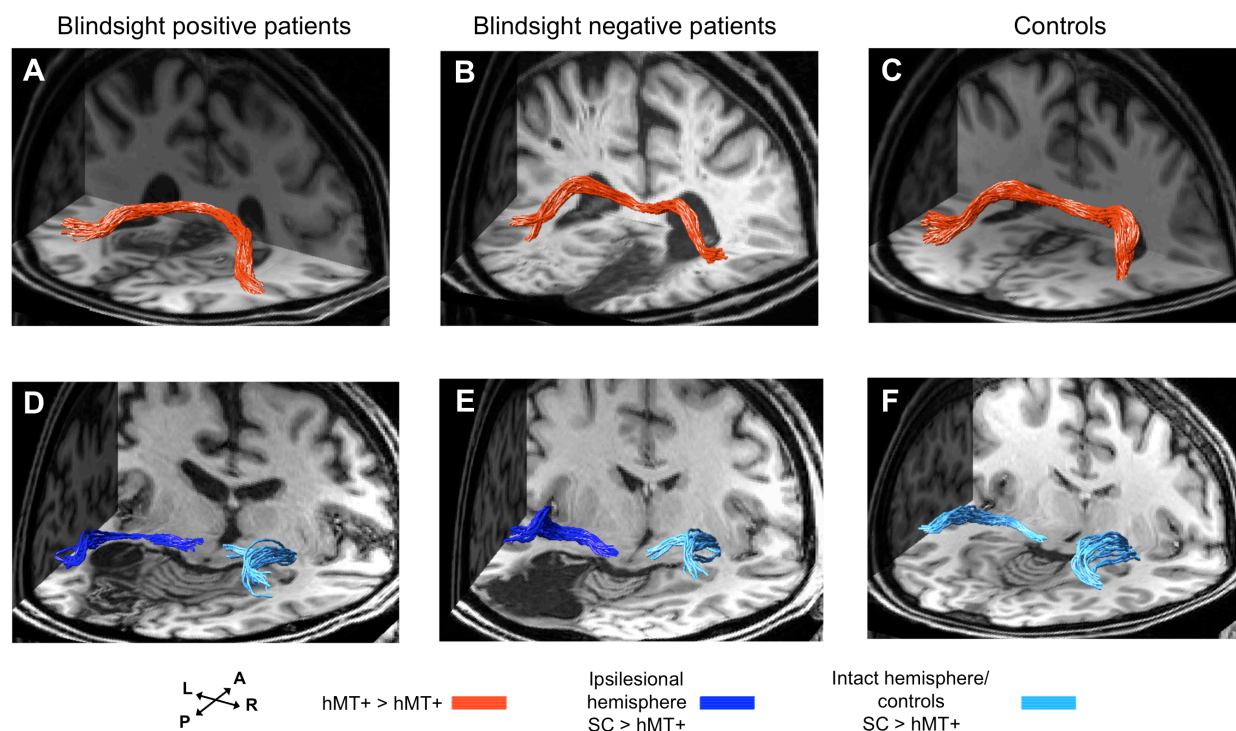 Blindsight positive patients
Blindsight negative patients
Controls
A
B
C
D
E
F
L
A
P
R
hMT+ > hMT+
Ipsilesional
hemisphere
SC > hMT+
Intact hemisphere/
controls
SC > hMT+